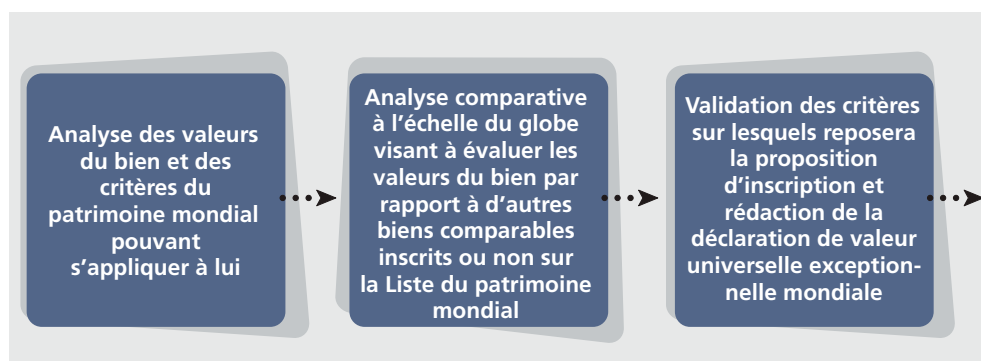 Analyse des valeurs
du bien et des
critères du
patrimoine mondial
pouvant
s'appliquer à lui
Analyse comparative
à l'échelle du globe
visant à évaluer les
valeurs du bien par
rapport à d'autres
biens comparables
inscrits ou non sur
la Liste du patrimoine
mondial
Validation des critères
sur lesquels reposera
la proposition
d'inscription et
rédaction de la
déclaration de valeur
universelle exception-
nelle mondiale